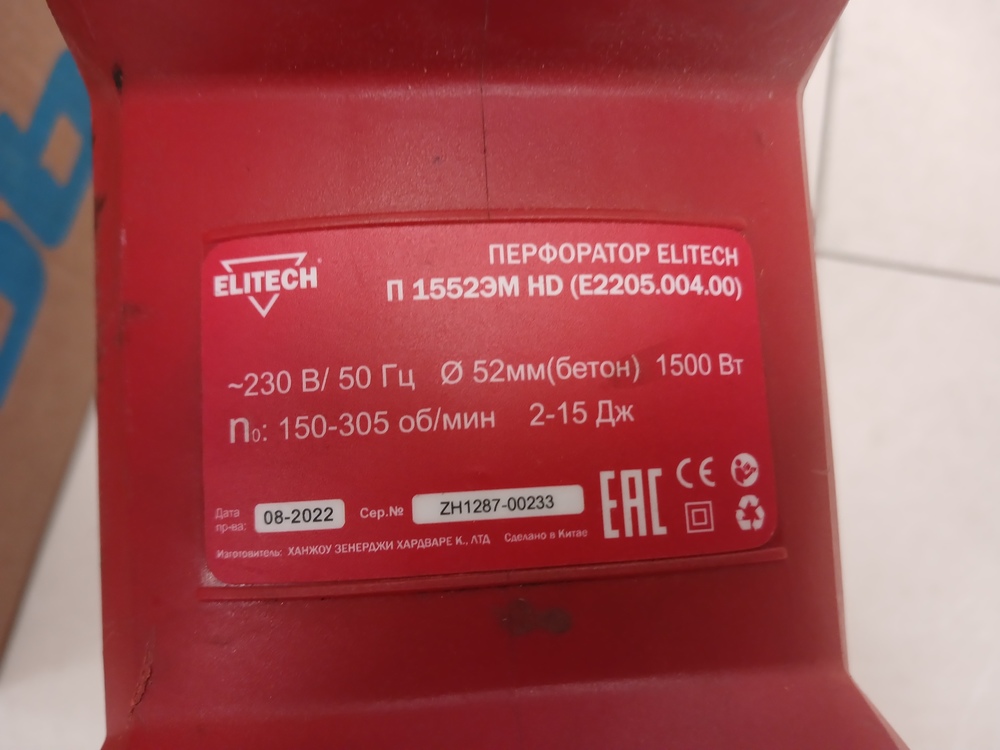 ELITECH
ПЕРФОРАТОР ELITECH
П 1552ЭМ HD (E2205.004.00)
~230 В/ 50 Гц Ø 52мм(бетон) 1500 Вт
n₀: 150-305 об/мин 2-15 Дж
Дата пр-ва: 08-2022 Сер.№ ZH1287-00233
EAC CE
Изготовитель: ХАНЖОУ ЗЕНЕРДЖИ ХАРДВАРЕ К., ЛТД Сделано в Китае